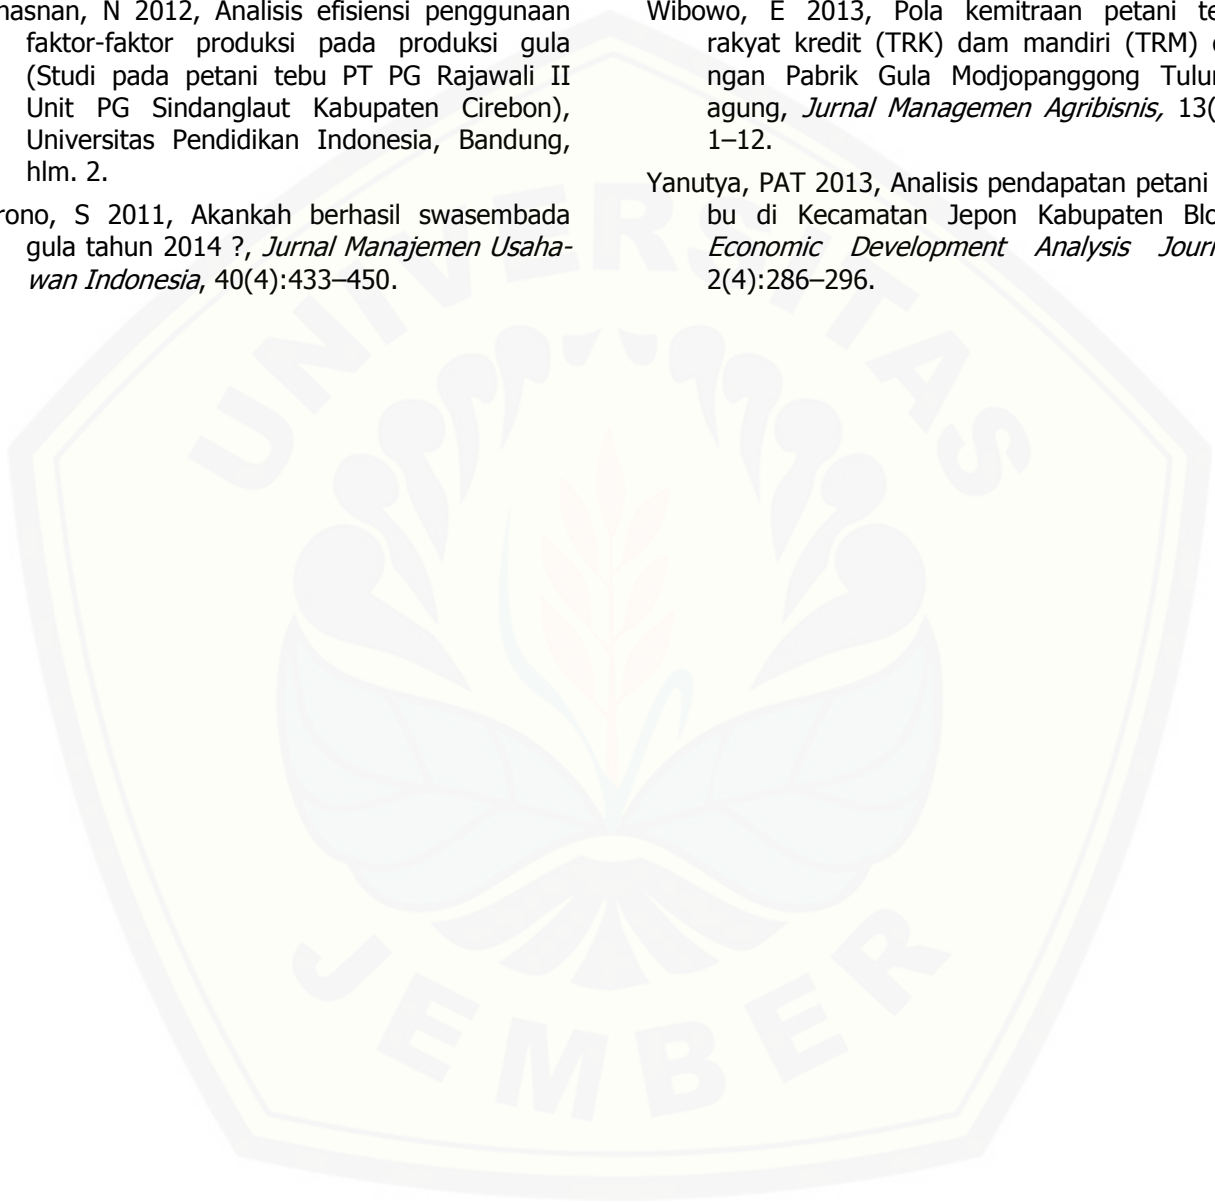 hasnan, N 2012, Analisis efisiensi penggunaan
faktor-faktor produksi pada produksi gula
(Studi pada petani tebu PT PG Rajawali II
Unit PG Sindanglaut Kabupaten Cirebon),
Universitas Pendidikan Indonesia, Bandung,
hlm. 2.
rono, S 2011, Akankah berhasil swasembada
gula tahun 2014 ?, Jurnal Manajemen Usaha-
wan Indonesia, 40(4):433–450.
Wibowo, E 2013, Pola kemitraan petani te
rakyat kredit (TRK) dam mandiri (TRM)
ngan Pabrik Gula Modjopanggong Tulun
agung, Jurnal Managemen Agribisnis, 13(
1–12.
Yanutya, PAT 2013, Analisis pendapatan petani
bu di Kecamatan Jepon Kabupaten Blo
Economic Development Analysis Journ
2(4):286–296.
UNIVERSITAS
JEMBER